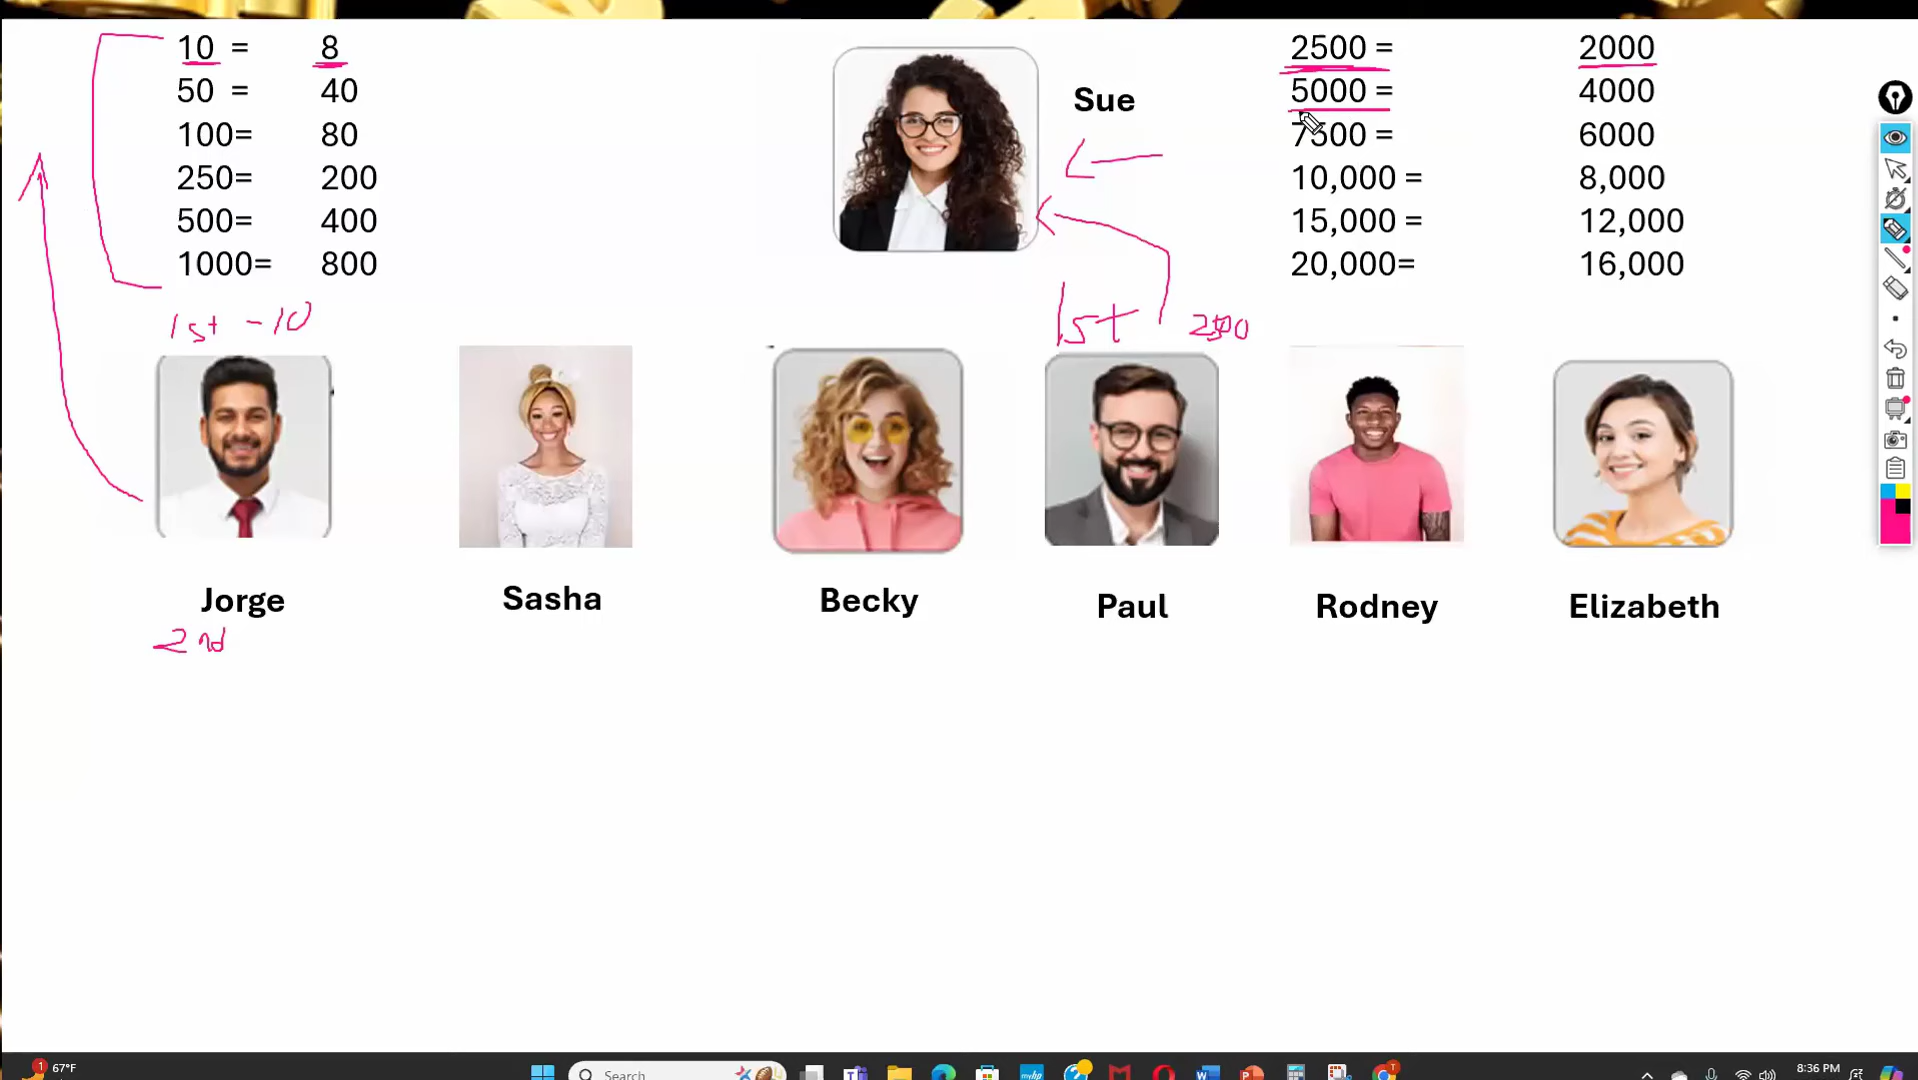 10 = 8
50 = 40
100= 80
250= 200
500= 400
1000= 800
Sue
2500 = 2000
5000 = 4000
7500 = 6000
10,000 = 8,000
15,000 = 12,000
20,000= 16,000
1st - 10
1st
Jorge
Sasha
Becky
Paul
Rodney
Elizabeth
2nd
1
67°F
Search
8:36 PM